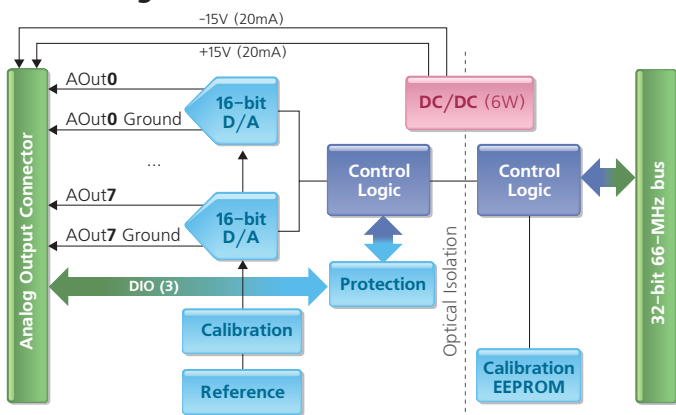 -15V (20mA)
+15V (20mA)
AOut0
AOut0 Ground
...
AOut7
AOut7 Ground
DIO (3)
Analog Output Connector
16-bit
D/A
16-bit
D/A
Calibration
Reference
DC/DC (6W)
Control
Logic
Protection
Optical Isolation
Control
Logic
Calibration
EEPROM
32-bit 66-MHz bus